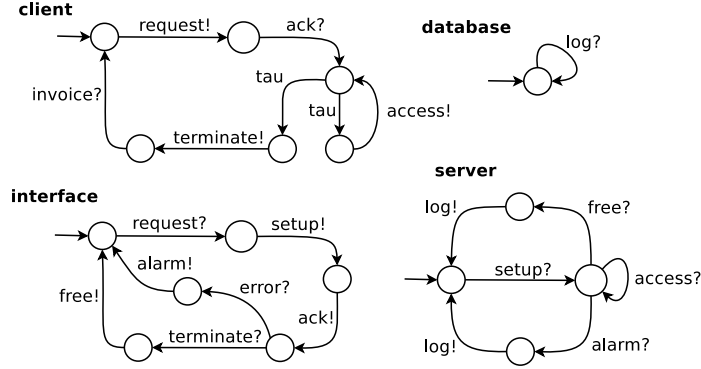 client
request!
ack?
tau
tau
access!
terminate!
invoice?
database
log?
interface
request?
setup!
alarm!
error?
free!
ack!
terminate?
server
log!
free?
setup?
access?
log!
alarm?